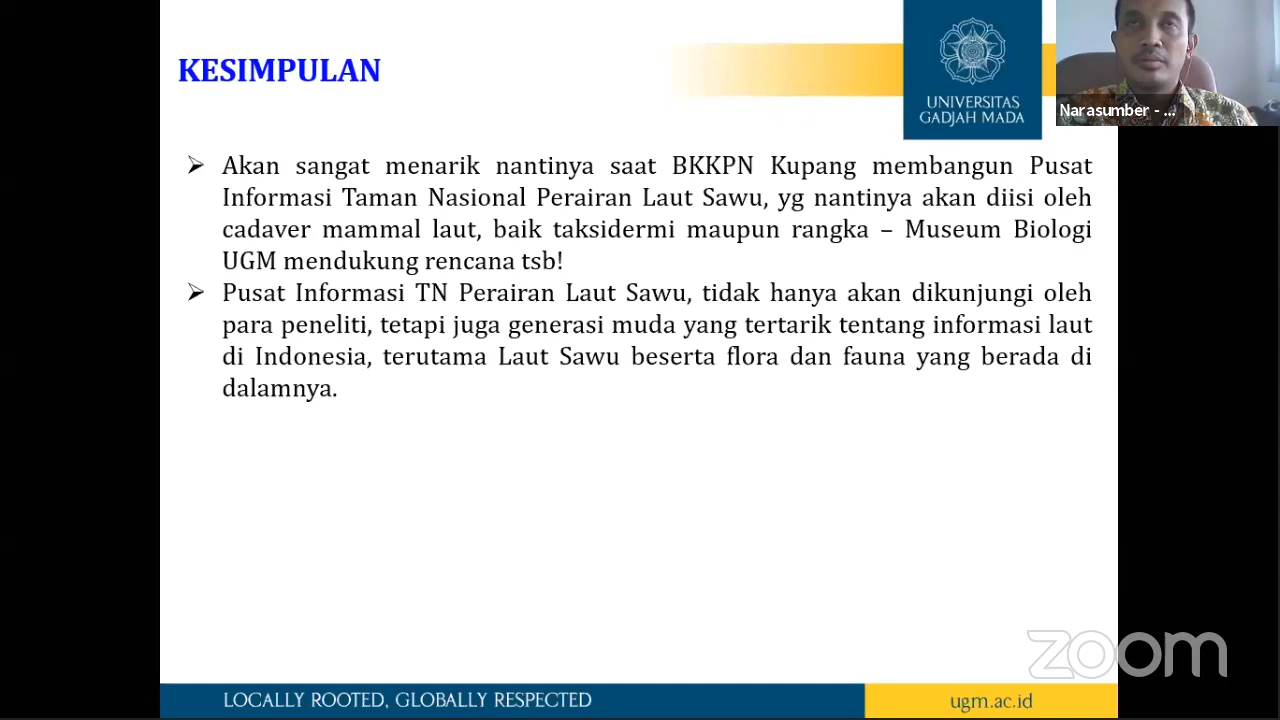 KESIMPULAN
UNIVERSITAS
GADJAH MADA
Narasumber - ...
➢ Akan sangat menarik nantinya saat BKKPN Kupang membangun Pusat
Informasi Taman Nasional Perairan Laut Sawu, yg nantinya akan diisi oleh
cadaver mammal laut, baik taksidermi maupun rangka – Museum Biologi
UGM mendukung rencana tsb!
➢ Pusat Informasi TN Perairan Laut Sawu, tidak hanya akan dikunjungi oleh
para peneliti, tetapi juga generasi muda yang tertarik tentang informasi laut
di Indonesia, terutama Laut Sawu beserta flora dan fauna yang berada di
dalamnya.
zoom
LOCALLY ROOTED, GLOBALLY RESPECTED
ugm.ac.id